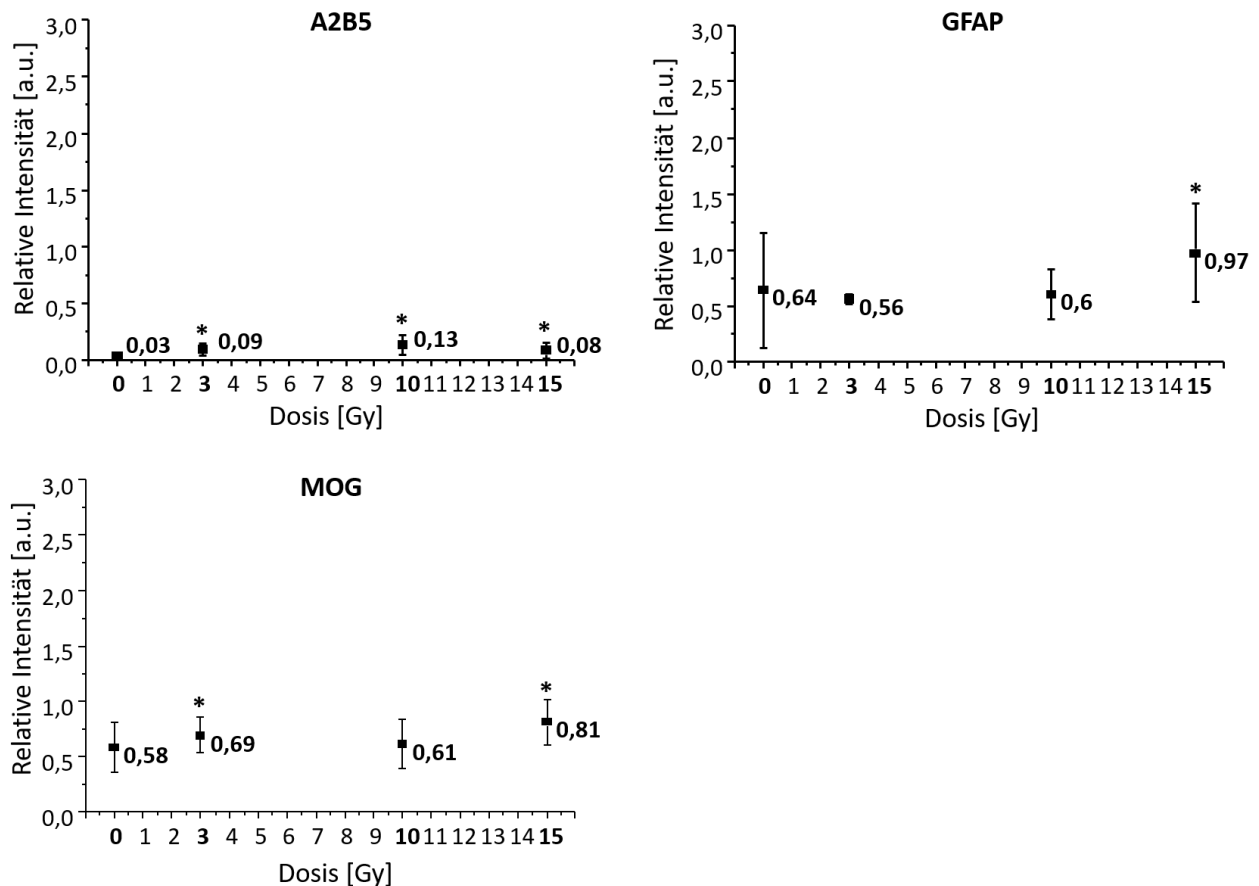 A2B5
Relative Intensität [a.u.]
3,0
2,5
2,0
1,5
1,0
0,5
0,0
* * *
0,03 0,09 0,13 0,08
0 1 2 3 4 5 6 7 8 9 10 11 12 13 14 15
Dosis [Gy]
GFAP
Relative Intensität [a.u.]
3,0
2,5
2,0
1,5
1,0
0,5
0,0
*
0,64 0,56 0,6 0,97
0 1 2 3 4 5 6 7 8 9 10 11 12 13 14 15
Dosis [Gy]
MOG
Relative Intensität [a.u.]
3,0
2,5
2,0
1,5
1,0
0,5
0,0
* *
0,58 0,69 0,61 0,81
0 1 2 3 4 5 6 7 8 9 10 11 12 13 14 15
Dosis [Gy]